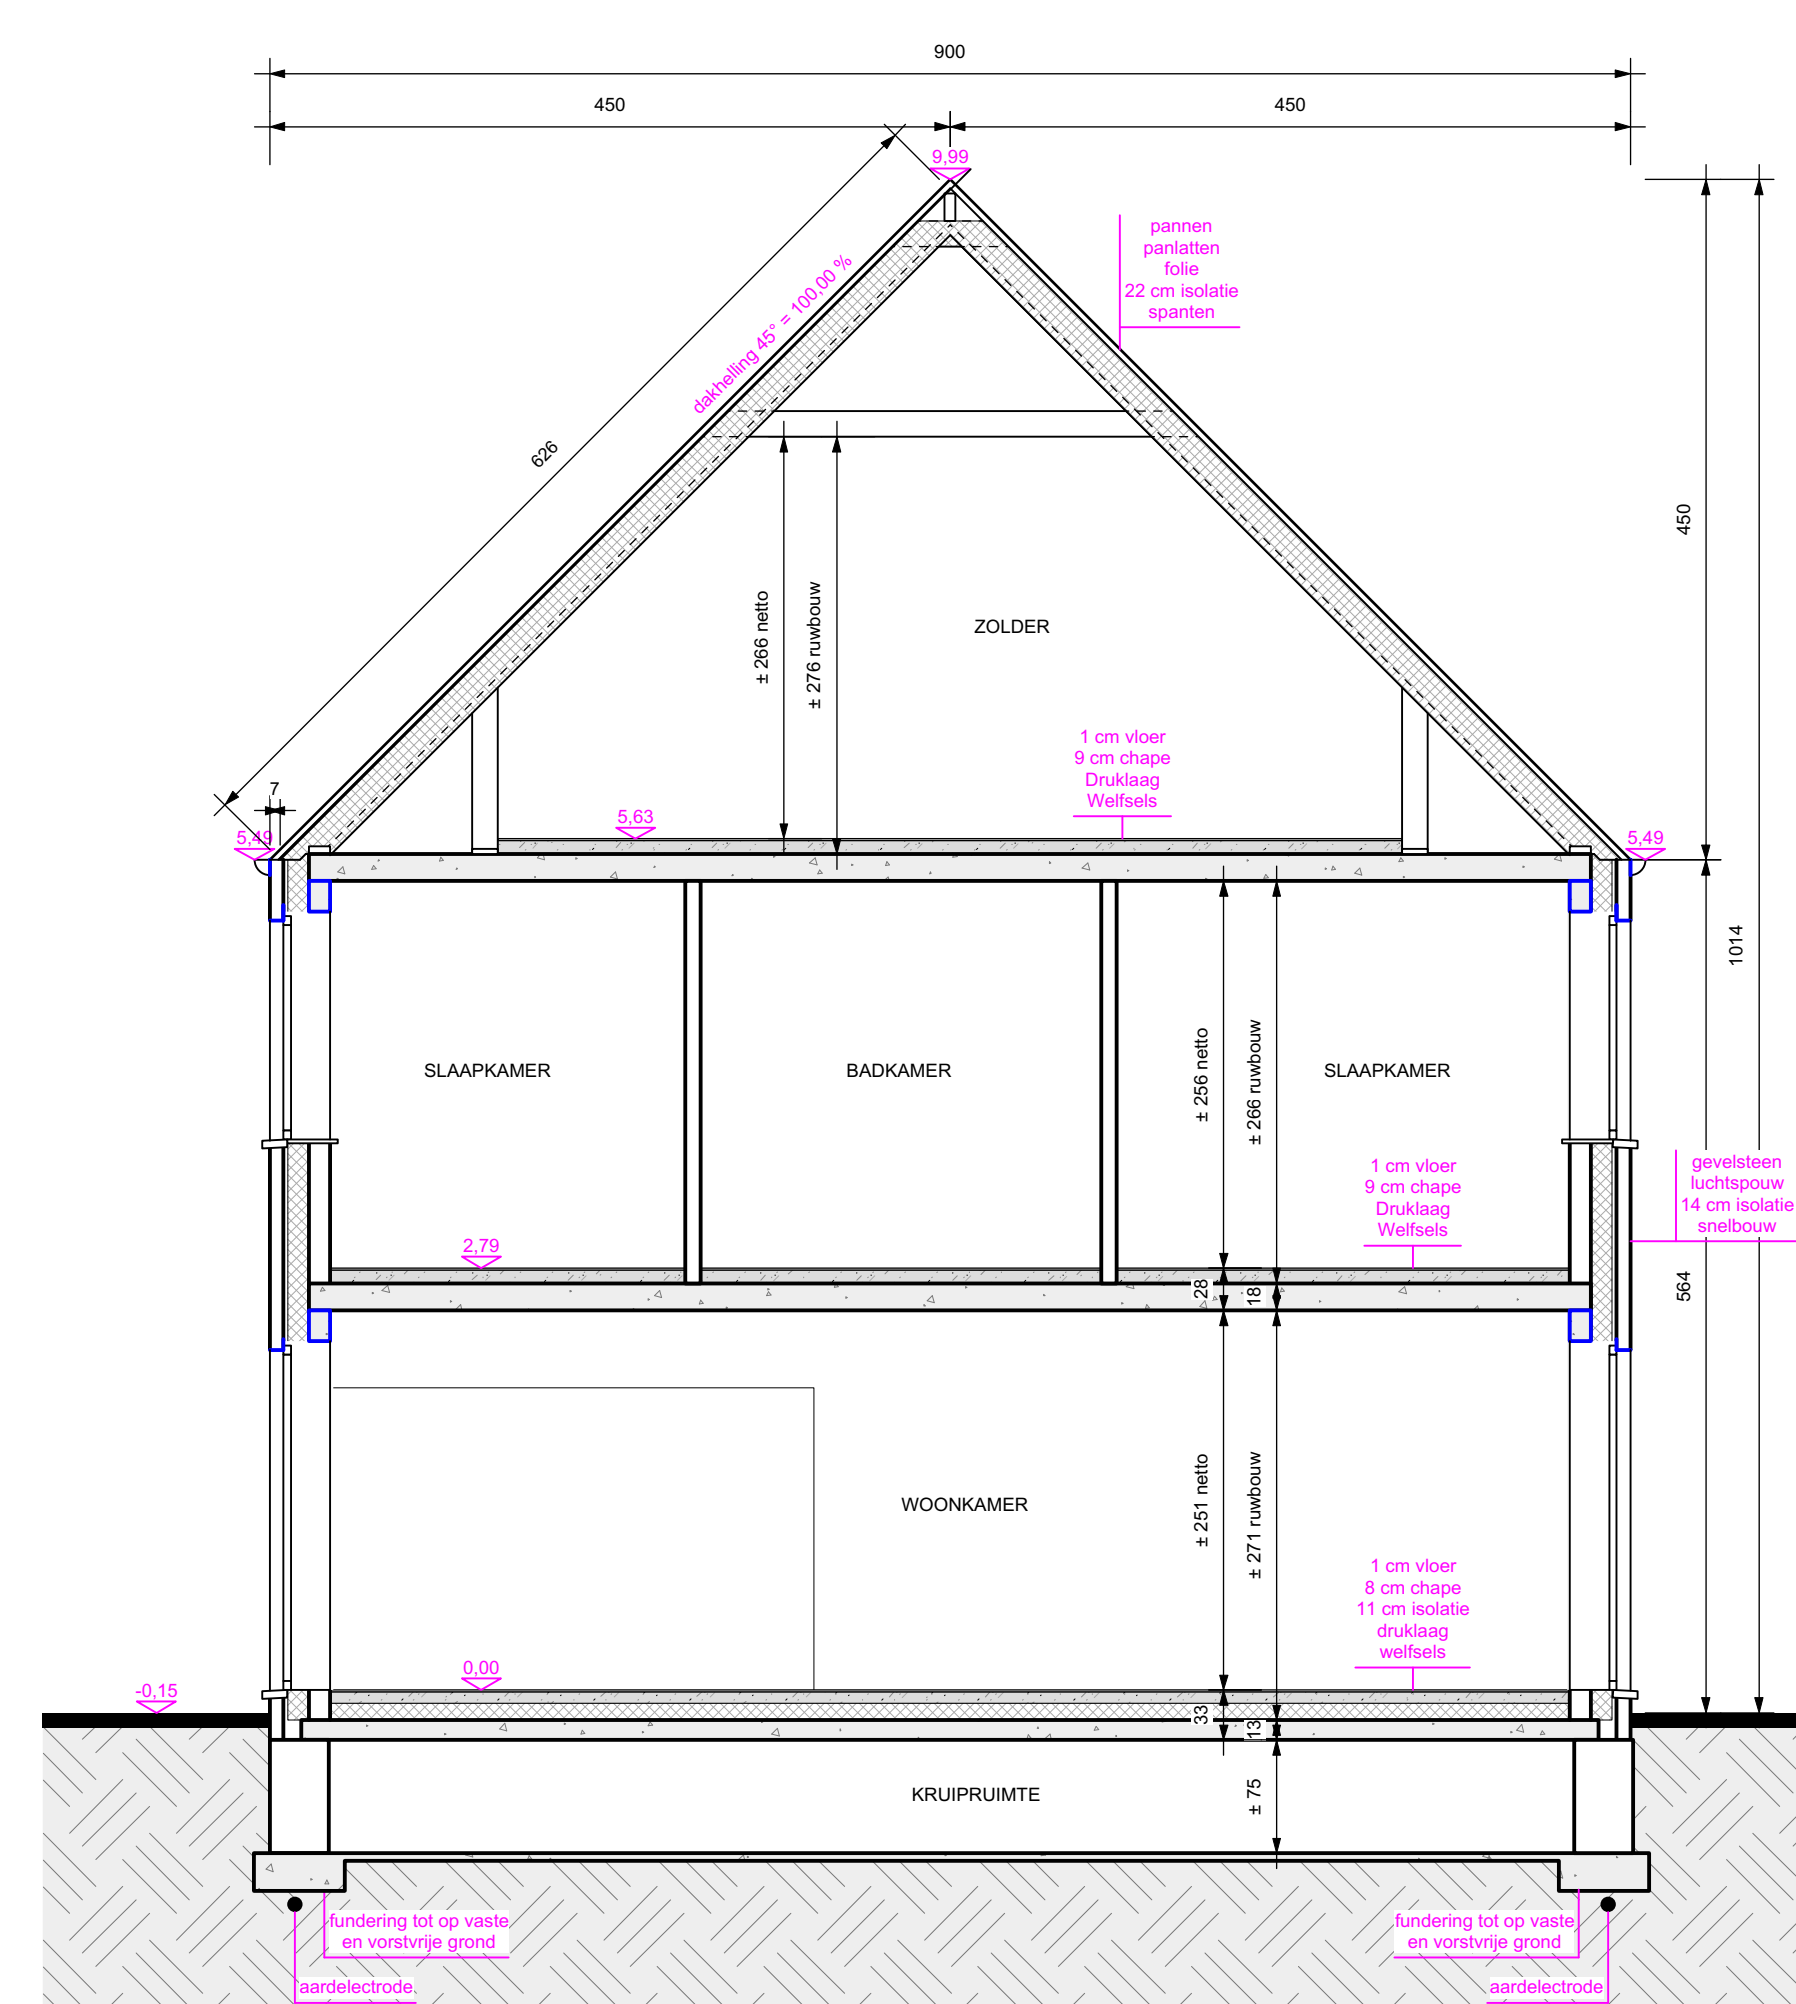 900
450
450
9,99
pannen
panlatten
folie
22 cm isolatie
spanten
dakhelling 45° = 100,00 %
626
450
± 266 netto
± 276 ruwbouw
ZOLDER
1 cm vloer
9 cm chape
Druklaag
Welfsels
7
5,63
5,49
5,49
1014
SLAAPKAMER
BADKAMER
SLAAPKAMER
± 256 netto
± 266 ruwbouw
1 cm vloer
9 cm chape
Druklaag
Welfsels
gevelsteen
luchtspouw
14 cm isolatie
snelbouw
2,79
28
18
564
WOONKAMER
± 251 netto
± 271 ruwbouw
1 cm vloer
8 cm chape
11 cm isolatie
druklaag
welfsels
0,00
-0,15
33
13
KRUIPRUIMTE
± 75
fundering tot op vaste
en vorstvrije grond
fundering tot op vaste
en vorstvrije grond
aardelectrode
aardelectrode